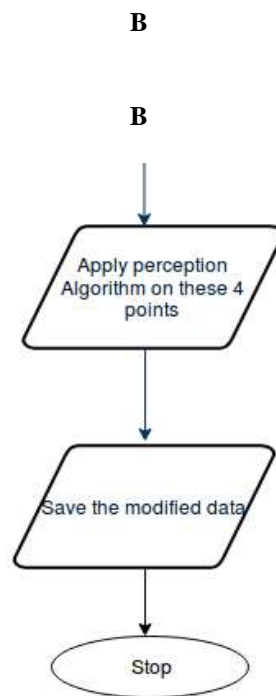 B
B
Apply perception
Algorithm on these 4
points
Save the modified data
Stop